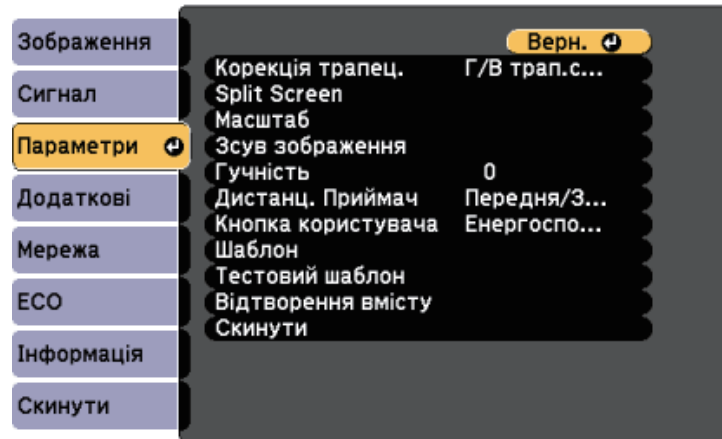 Зображення
Сигнал
Параметри
Додаткові
Мережа
ECO
Інформація
Скинути
Верн.
Корекція трапец. Г/В трап.с...
Split Screen
Масштаб
Зсув зображення
Гучність 0
Дистанц. Приймач Передня/З...
Кнопка користувача Енергоспо...
Шаблон
Тестовий шаблон
Відтворення вмісту
Скинути